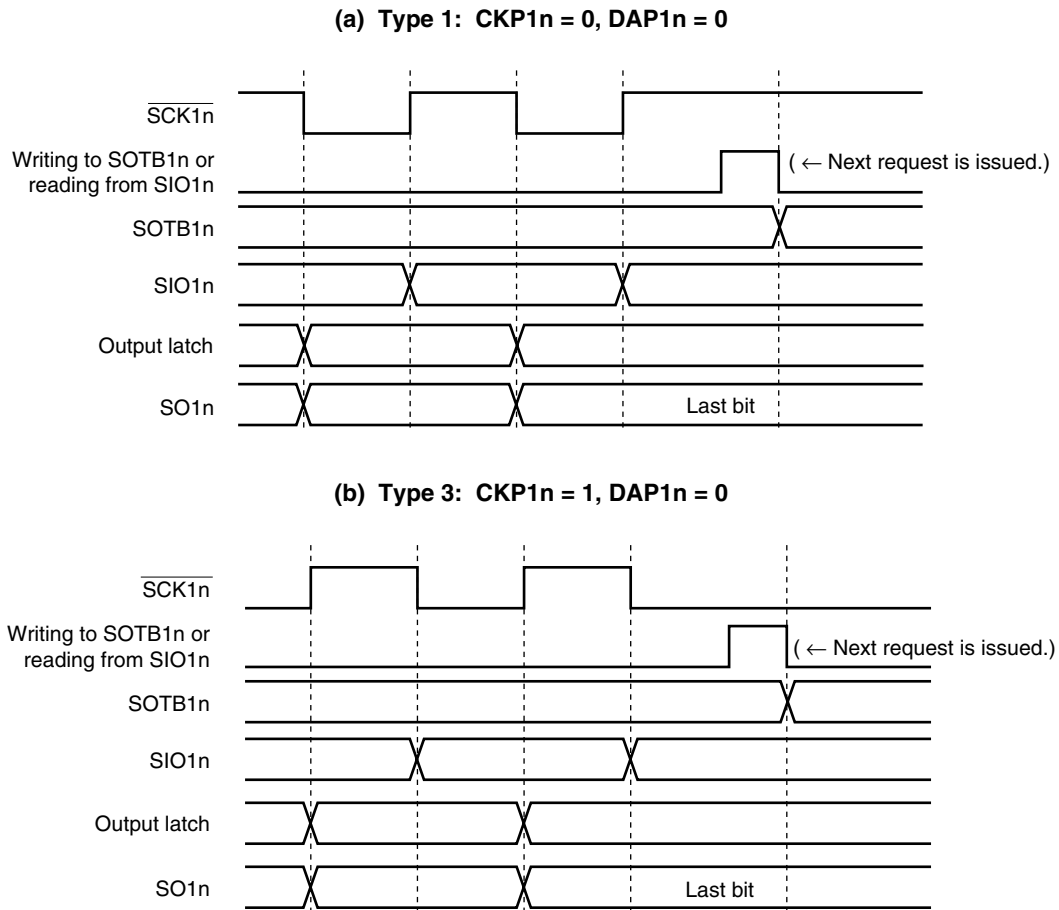 (a) Type 1: CKP1n = 0, DAP1n = 0
SCK1n
Writing to SOTB1n or
reading from SIO1n
( ← Next request is issued.)
SOTB1n
SIO1n
Output latch
SO1n
Last bit
(b) Type 3: CKP1n = 1, DAP1n = 0
SCK1n
Writing to SOTB1n or
reading from SIO1n
( ← Next request is issued.)
SOTB1n
SIO1n
Output latch
SO1n
Last bit